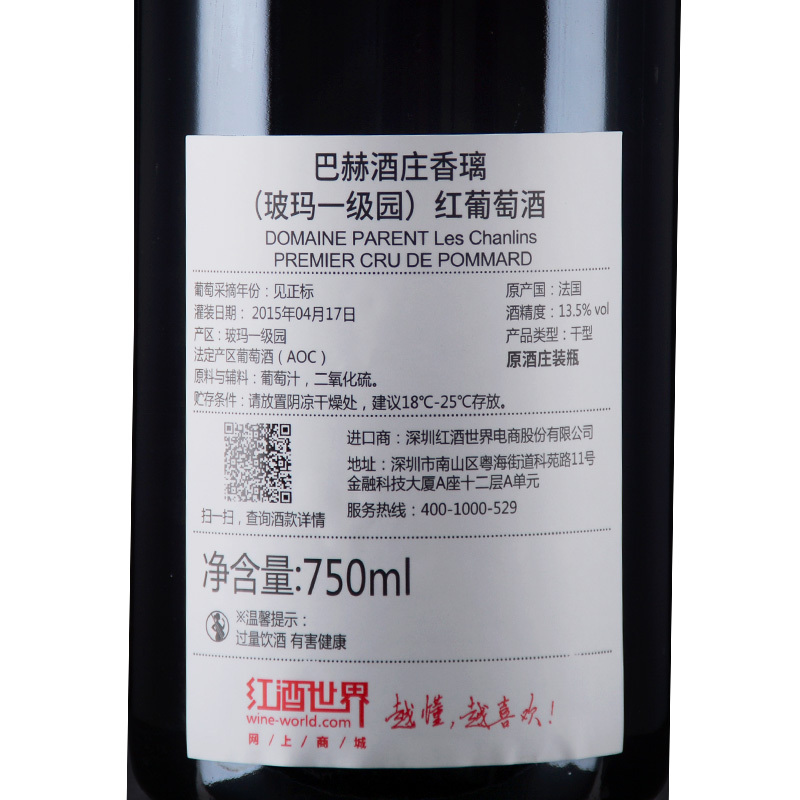 巴赫酒庄香璃
（玻玛一级园）红葡萄酒
DOMAINE PARENT Les Chanlins
PREMIER CRU DE POMMARD
葡萄采摘年份：见正标
原产国：法国
灌装日期： 2015年04月17日
酒精度：13.5% vol
产区：玻玛一级园
产品类型：干型
法定产区葡萄酒（AOC）
原酒庄装瓶
原料与辅料：葡萄汁，二氧化硫。
贮存条件：请放置阴凉干燥处，建议18℃-25℃存放。
进口商：深圳红酒世界电商股份有限公司
地址：深圳市南山区粤海街道科苑路11号
金融科技大厦A座十二层A单元
服务热线：400-1000-529
扫一扫，查询酒款详情
净含量:750ml
※温馨提示：
过量饮酒 有害健康
红酒世界
wine-world.com
网/上/商/城
越懂，越喜欢！